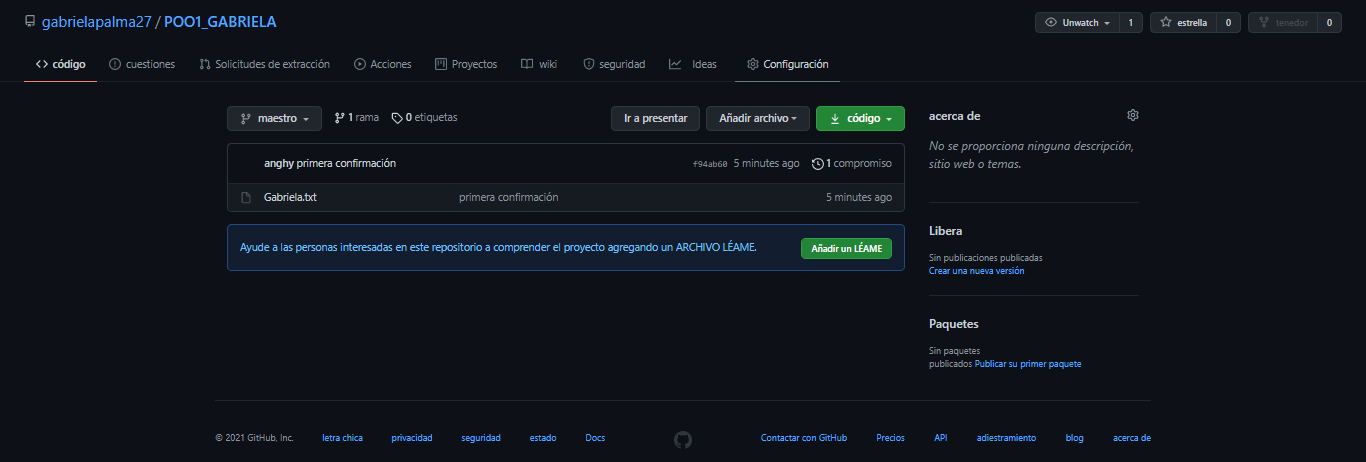 gabrielapalma27 / POO1_GABRIELA
Unwatch 1 estrella 0 tenedor 0
código cuestiones Solicitudes de extracción Acciones Proyectos wiki seguridad Ideas Configuración
maestro 1 rama 0 etiquetas Ir a presentar Añadir archivo código
anghy primera confirmación f94ab60 5 minutes ago 1 compromiso
Gabriela.txt primera confirmación 5 minutes ago
Ayude a las personas interesadas en este repositorio a comprender el proyecto agregando un ARCHIVO LÉAME. Añadir un LÉAME
acerca de
No se proporciona ninguna descripción,
sitio web o temas.
Libera
Sin publicaciones publicadas
Crear una nueva versión
Paquetes
Sin paquetes
publicados Publicar su primer paquete
© 2021 GitHub, Inc. letra chica privacidad seguridad estado Docs Contactar con GitHub Precios API adiestramiento blog acerca de